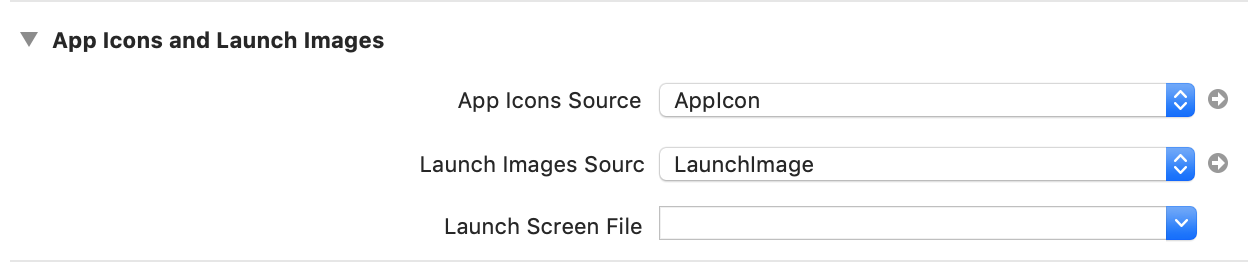 App Icons and Launch Images
App Icons Source AppIcon
Launch Images Sourc LaunchImage
Launch Screen File